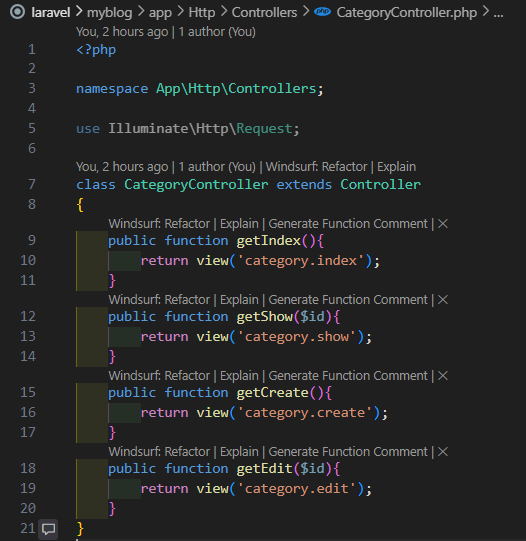 laravel > myblog > app > Http > Controllers > php CategoryController.php > ...
You, 2 hours ago | 1 author (You)
1 <?php
2
3 namespace App\Http\Controllers;
4
5 use Illuminate\Http\Request;
6
You, 2 hours ago | 1 author (You) | Windsurf: Refactor | Explain
7 class CategoryController extends Controller
8 {
Windsurf: Refactor | Explain | Generate Function Comment | ×
9 public function getIndex(){
10 return view('category.index');
11 }
Windsurf: Refactor | Explain | Generate Function Comment | ×
12 public function getShow($id){
13 return view('category.show');
14 }
Windsurf: Refactor | Explain | Generate Function Comment | ×
15 public function getCreate(){
16 return view('category.create');
17 }
Windsurf: Refactor | Explain | Generate Function Comment | ×
18 public function getEdit($id){
19 return view('category.edit');
20 }
21 }